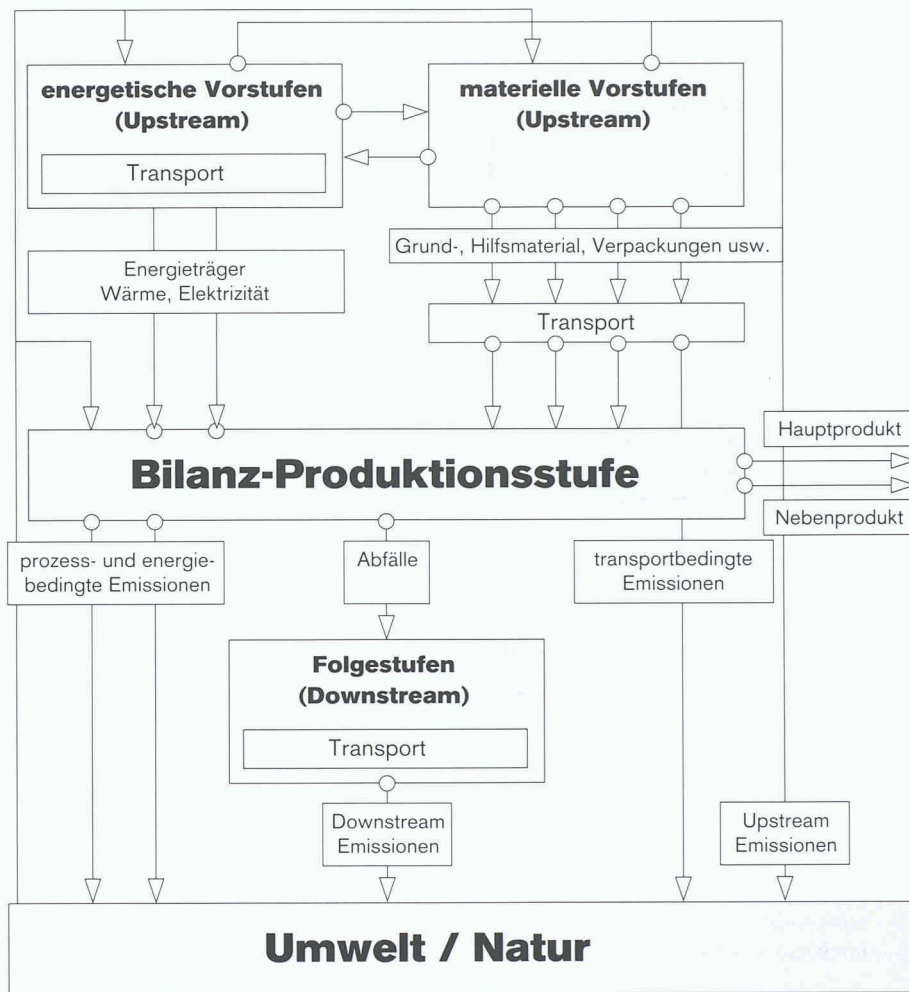 energetische Vorstufen
(Upstream)
Transport
materielle Vorstufen
(Upstream)
Energieträger
Wärme, Elektrizität
Grund-, Hilfsmaterial, Verpackungen usw.
Transport
Bilanz-Produktionsstufe
Hauptprodukt
Nebenprodukt
prozess- und energie-
bedingte Emissionen
Abfälle
transportbedingte
Emissionen
Folgestufen
(Downstream)
Transport
Downstream
Emissionen
Upstream
Emissionen
Umwelt / Natur